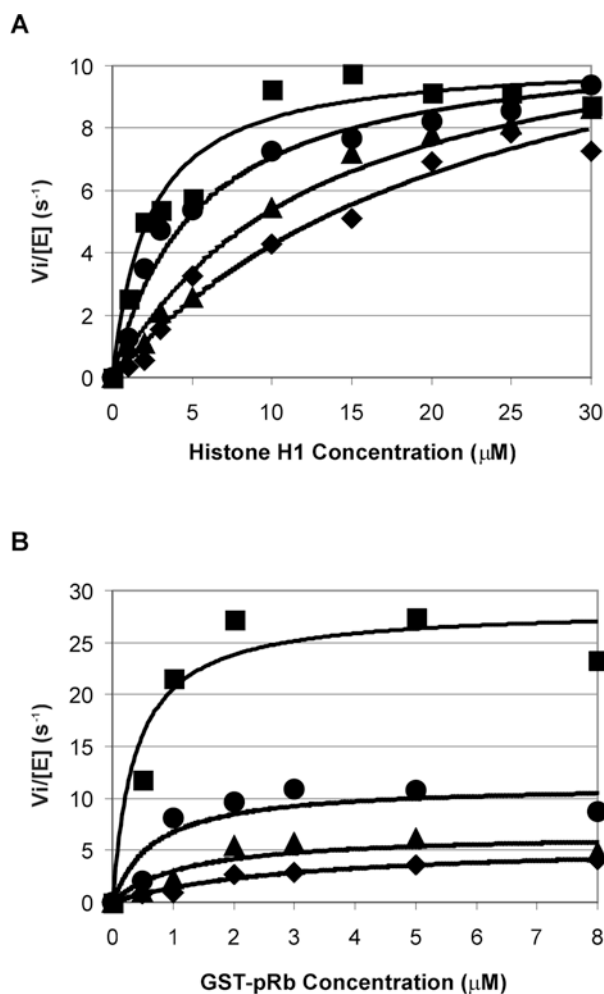 A
10
8
6
4
2
0
Vi/[E] (s⁻¹)
0 5 10 15 20 25 30
Histone H1 Concentration (μM)
B
30
25
20
15
10
5
0
Vi/[E] (s⁻¹)
0 1 2 3 4 5 6 7 8
GST-pRb Concentration (μM)